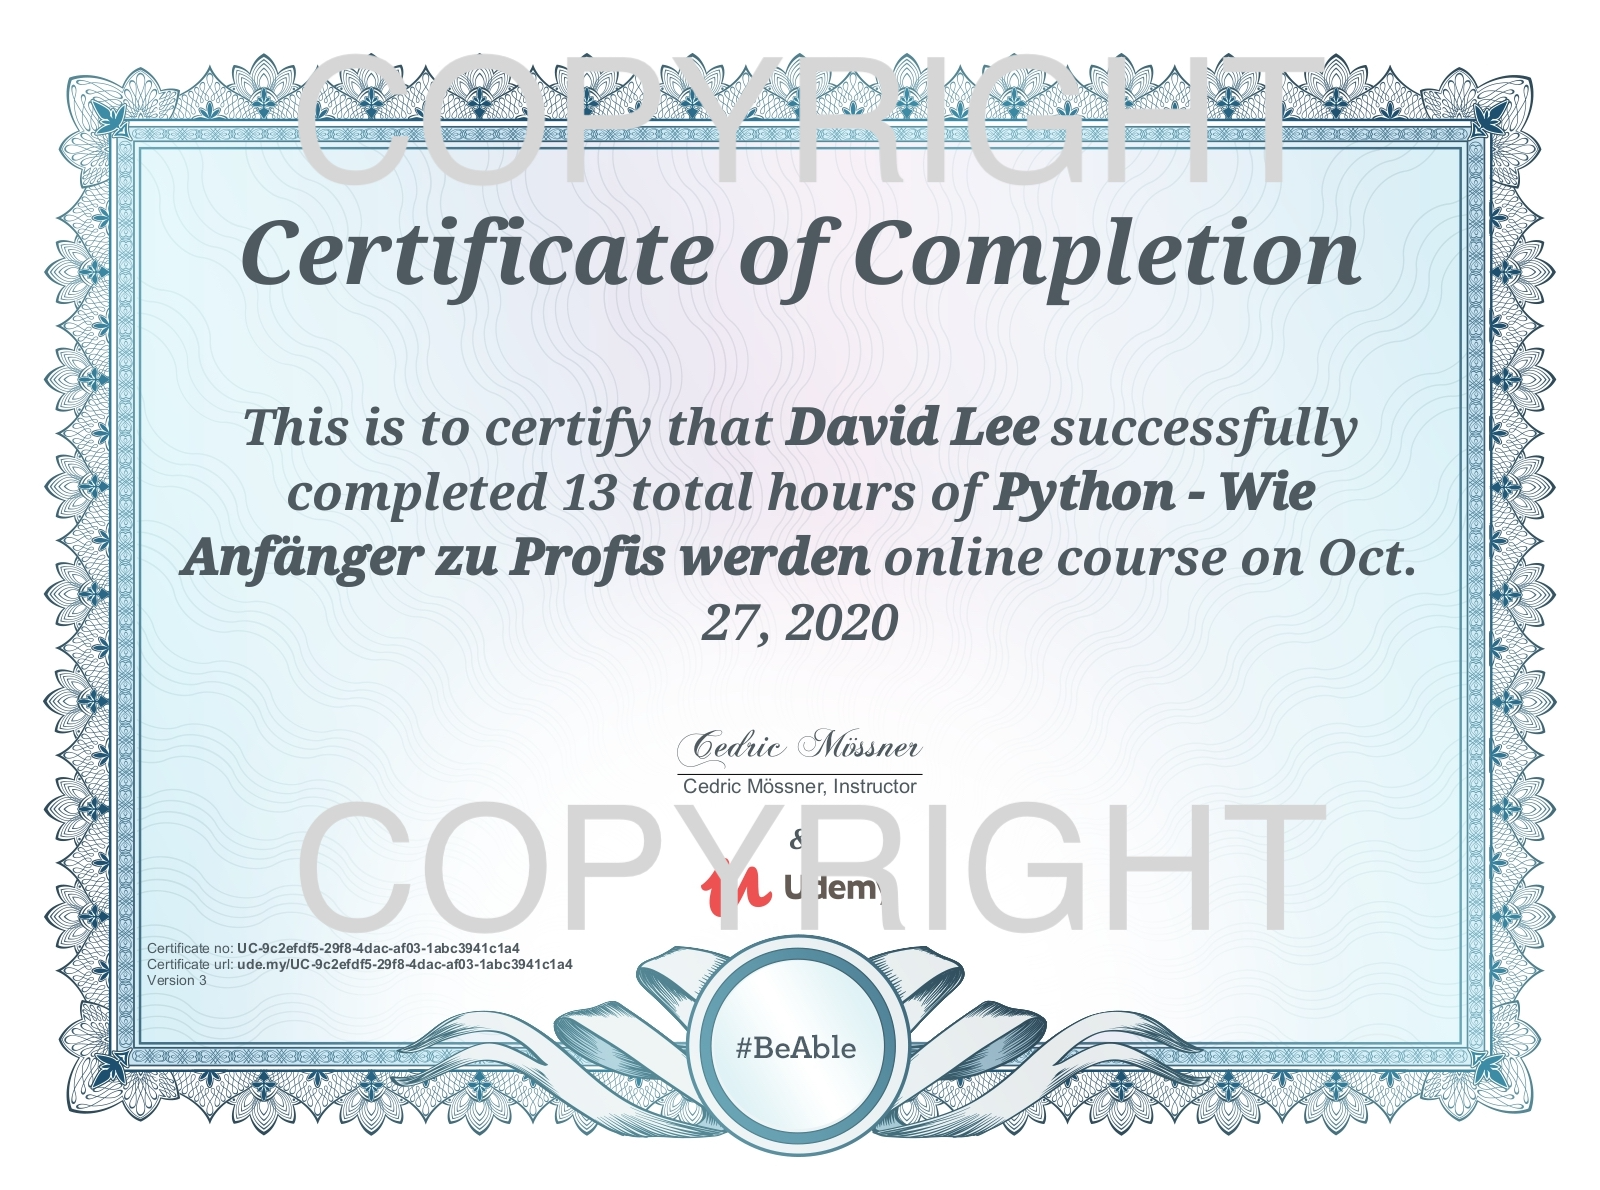 COPYRIGHT
Certificate of Completion
This is to certify that David Lee successfully
completed 13 total hours of Python - Wie
Anfänger zu Profis werden online course on Oct.
27, 2020
Cedric Mössner
Cedric Mössner, Instructor
COPYRIGHT
&
Udemy
Certificate no: UC-9c2efdf5-29f8-4dac-af03-1abc3941c1a4
Certificate url: ude.my/UC-9c2efdf5-29f8-4dac-af03-1abc3941c1a4
Version 3
#BeAble